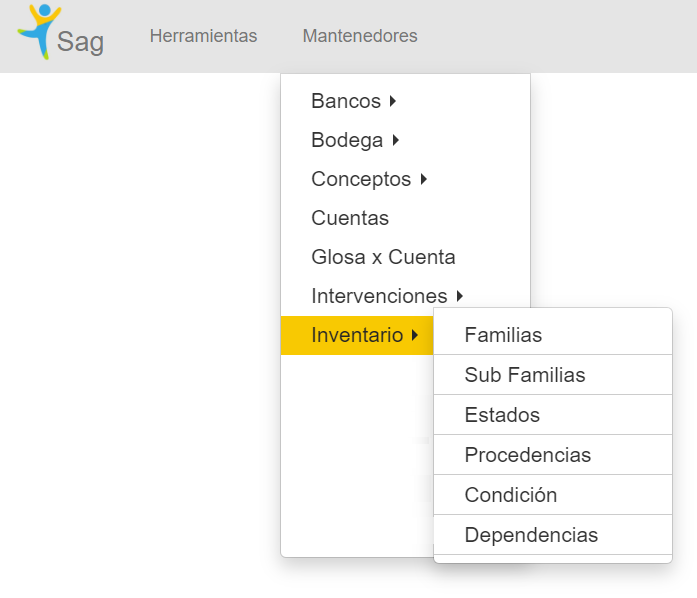 Sag
Herramientas
Mantenedores
Bancos
Bodega
Conceptos
Cuentas
Glosa x Cuenta
Intervenciones
Inventario
Familias
Sub Familias
Estados
Procedencias
Condición
Dependencias